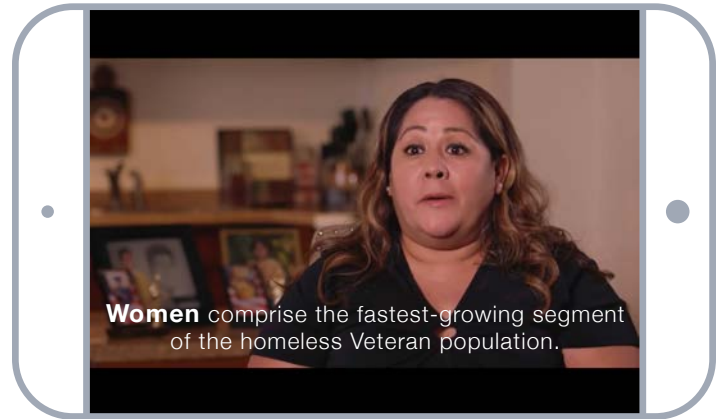 Women comprise the fastest-growing segment
of the homeless Veteran population.